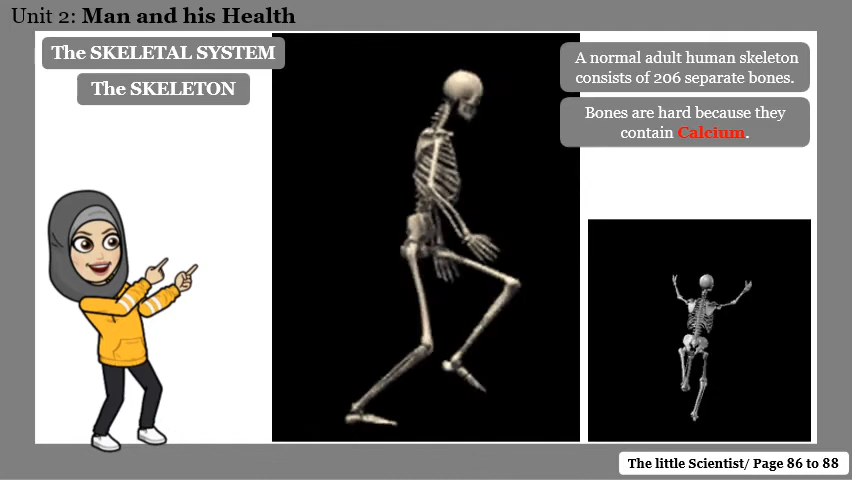 Unit 2: Man and his Health
The SKELETAL SYSTEM
The SKELETON
A normal adult human skeleton
consists of 206 separate bones.
Bones are hard because they
contain Calcium.
The little Scientist/ Page 86 to 88